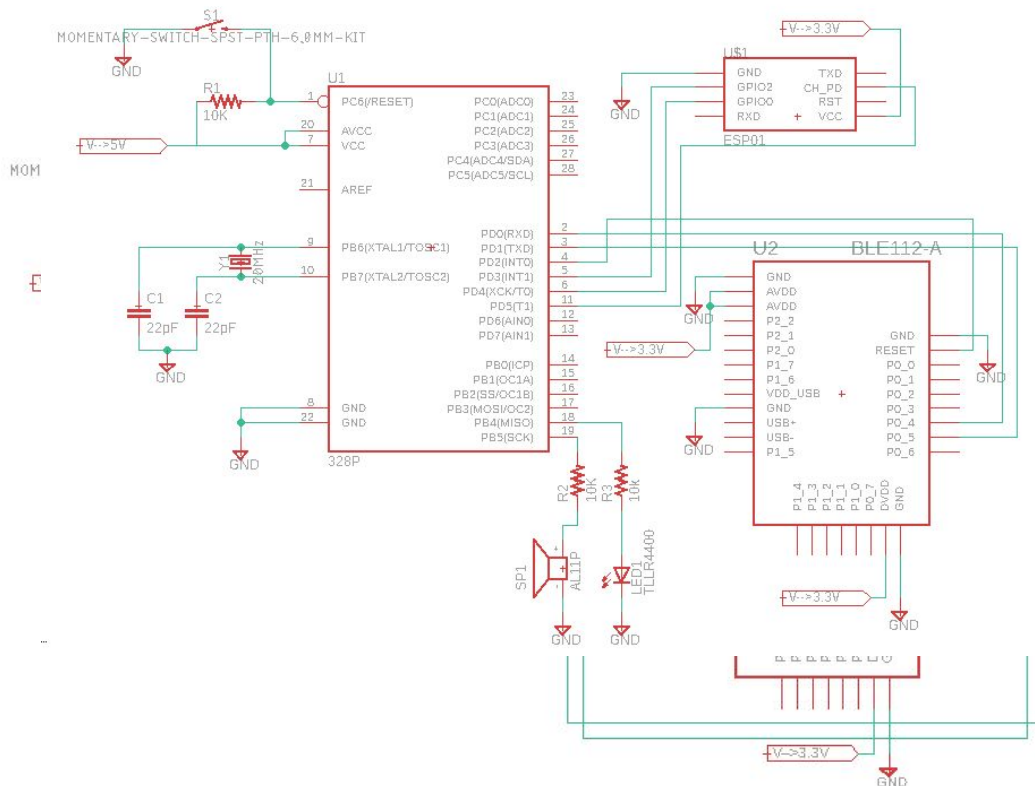 S1
MOMENTARY-SWITCH-SPST-PTH-6.0MM-KIT
GND
R1
10K
V-->5V
MOM
U1
1 PC6(/RESET)
20 AVCC
7 VCC
21 AREF
9 PB6(XTAL1/TOSC1)
10 PB7(XTAL2/TOSC2)
8 GND
22 GND
PC0(ADC0) 23
PC1(ADC1) 24
PC2(ADC2) 25
PC3(ADC3) 26
PC4(ADC4/SDA) 27
PC5(ADC5/SCL) 28
PD0(RXD) 2
PD1(TXD) 3
PD2(INT0) 4
PD3(INT1) 5
PD4(XCK/T0) 6
PD5(T1) 11
PD6(AIN0) 12
PD7(AIN1) 13
PB0(ICP) 14
PB1(OC1A) 15
PB2(SS/OC1B) 16
PB3(MOSI/OC2) 17
PB4(MISO) 18
PB5(SCK) 19
328P
Y1
20MHz
C1
22pF
C2
22pF
GND
GND
V-->3.3V
U$1
GND TXD
GPIO2 CH_PD
GPIO0 RST
RXD VCC
ESP01
GND
U2 BLE112-A
GND
AVDD
AVDD
P2_2
P2_1
P2_0
P1_7
P1_6
VDD_USB
GND
USB+
USB-
P1_5
GND
RESET
P0_0
P0_1
P0_2
P0_3
P0_4
P0_5
P0_6
P1_4
P1_3
P1_2
P1_1
P1_0
P0_7
DVDD
GND
GND
V-->3.3V
GND
GND
V-->3.3V
GND
R2
10K
R3
10k
SP1
AL11P
LED1
TLLR4400
GND
GND
V-->3.3V
GND